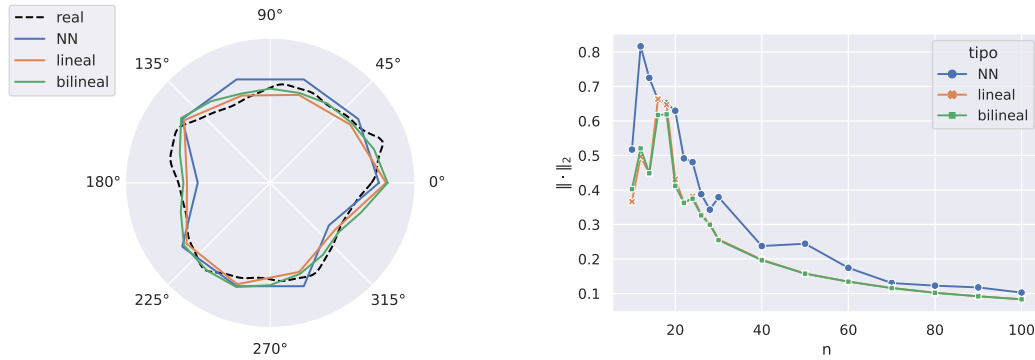 real
NN
lineal
bilineal
90°
45°
0°
315°
270°
225°
180°
135°
tipo
NN
lineal
bilineal
‖ · ‖₂
0.8
0.7
0.6
0.5
0.4
0.3
0.2
0.1
20 40 60 80 100
n